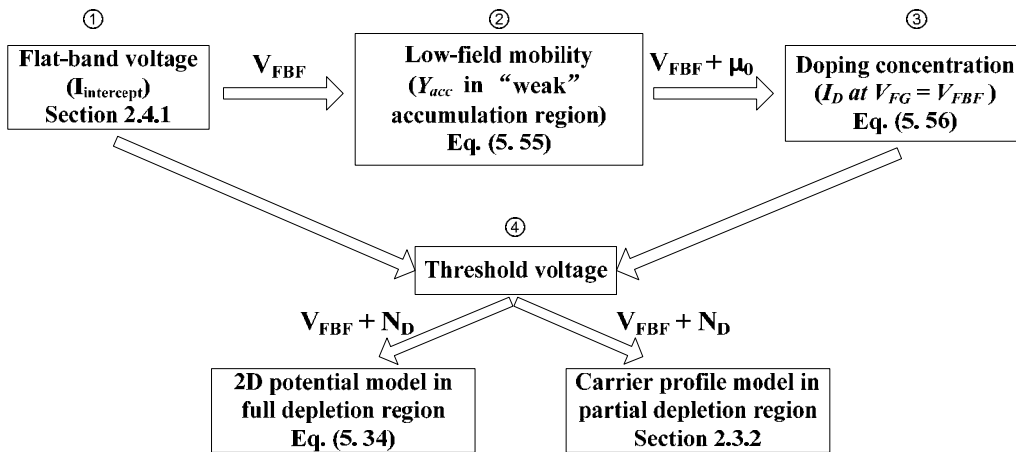 ①
Flat-band voltage
(I_intercept)
Section 2.4.1
V_FBF
②
Low-field mobility
(Y_acc in “weak”
accumulation region)
Eq. (5. 55)
V_FBF + μ_0
③
Doping concentration
(I_D at V_FG = V_FBF)
Eq. (5. 56)
④
Threshold voltage
V_FBF + N_D
V_FBF + N_D
2D potential model in
full depletion region
Eq. (5. 34)
Carrier profile model in
partial depletion region
Section 2.3.2